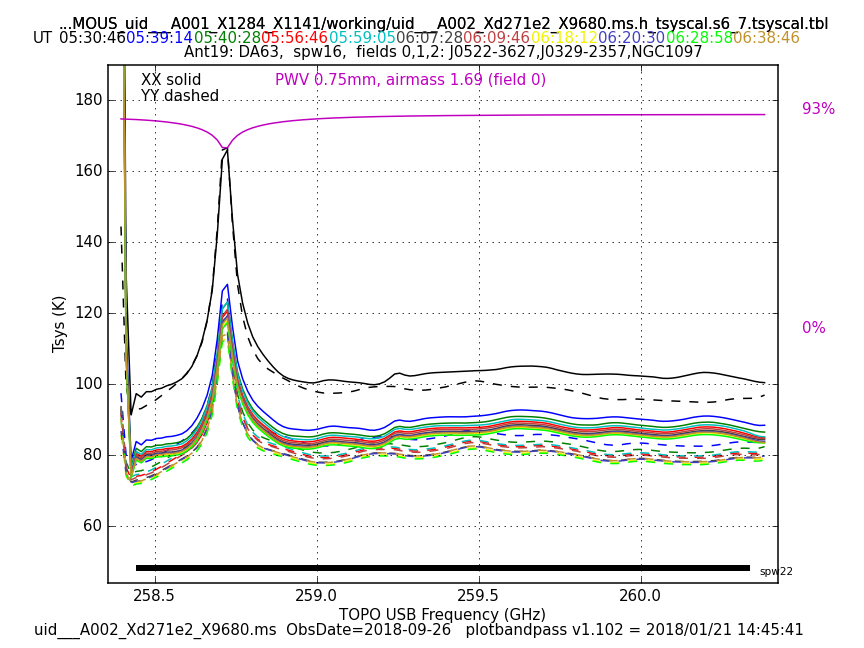 ...MOUS_uid___A001_X1284_X1141/working/uid___A002_Xd271e2_X9680.ms.h_tsyscal.s6_7.tsyscal.tbl
UT 05:30:46 05:39:14 05:40:28 05:56:46 05:59:05 06:07:28 06:09:46 06:18:12 06:20:30 06:28:58 06:38:46
Ant19: DA63, spw16, fields 0,1,2: J0522-3627,J0329-2357,NGC1097
XX solid
YY dashed
PWV 0.75mm, airmass 1.69 (field 0)
93%
0%
Tsys (K)
180
160
140
120
100
80
60
spw22
258.5 259.0 259.5 260.0
TOPO USB Frequency (GHz)
uid___A002_Xd271e2_X9680.ms ObsDate=2018-09-26 plotbandpass v1.102 = 2018/01/21 14:45:41